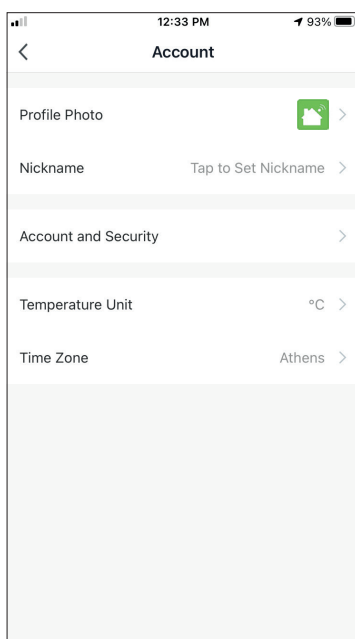 12:33 PM 93%
Account
Profile Photo
Nickname Tap to Set Nickname
Account and Security
Temperature Unit °C
Time Zone Athens